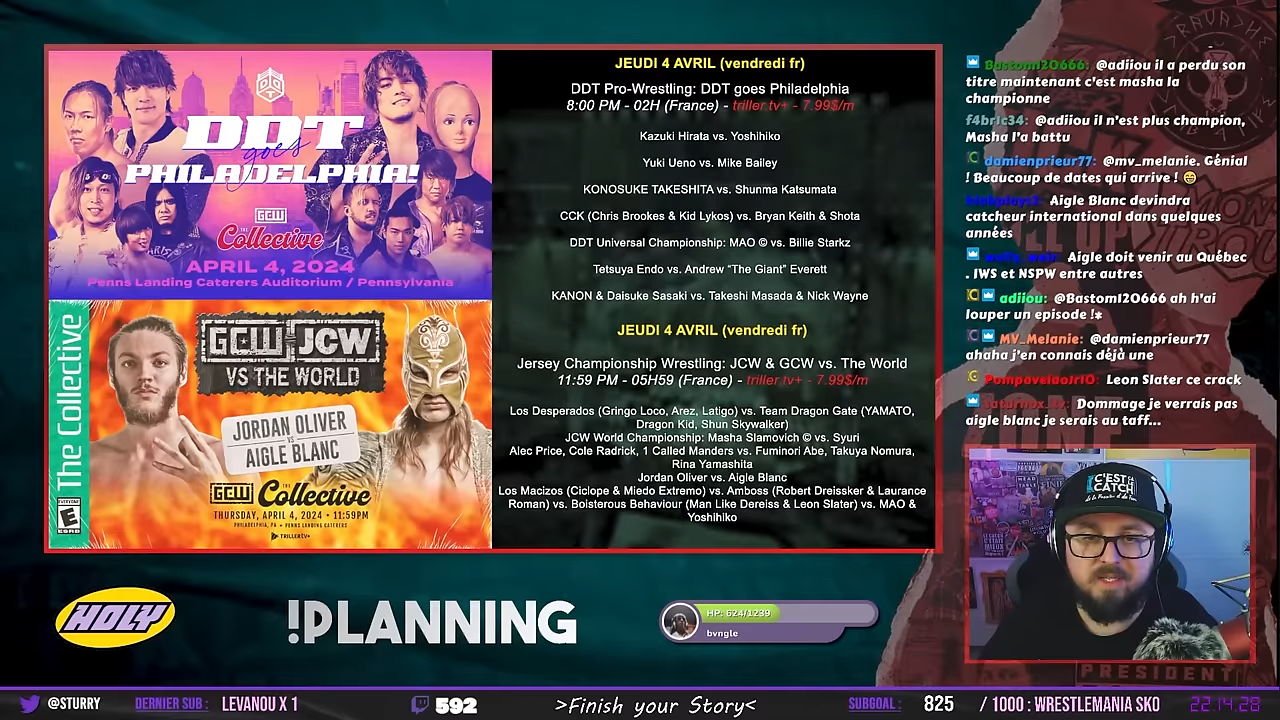 DDT
goes
PHILADELPHIA!
GCW
THE
Collective
APRIL 4, 2024
Penns Landing Caterers Auditorium / Pennsylvania
The Collective
EVERYONE
E
ESRB
GCW JCW
VS THE WORLD
JORDAN OLIVER
VS
AIGLE BLANC
GCW THE Collective
THURSDAY, APRIL 4, 2024 • 11:59PM
PHILADELPHIA, PA • PENNS LANDING CATERERS
TRILLERTV+
JEUDI 4 AVRIL (vendredi fr)
DDT Pro-Wrestling: DDT goes Philadelphia
8:00 PM - 02H (France) - triller tv+ - 7.99$/m
Kazuki Hirata vs. Yoshihiko
Yuki Ueno vs. Mike Bailey
KONOSUKE TAKESHITA vs. Shunma Katsumata
CCK (Chris Brookes & Kid Lykos) vs. Bryan Keith & Shota
DDT Universal Championship: MAO © vs. Billie Starkz
Tetsuya Endo vs. Andrew “The Giant” Everett
KANON & Daisuke Sasaki vs. Takeshi Masada & Nick Wayne
JEUDI 4 AVRIL (vendredi fr)
Jersey Championship Wrestling: JCW & GCW vs. The World
11:59 PM - 05H59 (France) - triller tv+ - 7.99$/m
Los Desperados (Gringo Loco, Arez, Latigo) vs. Team Dragon Gate (YAMATO,
Dragon Kid, Shun Skywalker)
JCW World Championship: Masha Slamovich © vs. Syuri
Alec Price, Cole Radrick, 1 Called Manders vs. Fuminori Abe, Takuya Nomura,
Rina Yamashita
Jordan Oliver vs. Aigle Blanc
Los Macizos (Ciclope & Miedo Extremo) vs. Amboss (Robert Dreissker & Laurance
Roman) vs. Boisterous Behaviour (Man Like Dereiss & Leon Slater) vs. MAO &
Yoshihiko
Bastom120666: @adiiou il a perdu son
titre maintenant c'est masha la
championne
f4br1c34: @adiiou il n'est plus champion,
Masha l'a battu
damienprieur77: @mv_melanie. Génial
! Beaucoup de dates qui arrive !
Aigle Blanc devindra
catcheur international dans quelques
années
Aigle doit venir au Québec
. IWS et NSPW entre autres
adiiou: @Bastom120666 ah h'ai
louper un episode !*
MV_Melanie: @damienprieur77
ahaha j'en connais déjà une
PompavelaoJr10: Leon Slater ce crack
Dommage je verrais pas
aigle blanc je serais au taff...
C'EST LE
CATCH
HOLY
!PLANNING
HP: 624/1239
bvngle
PRESIDENT
@STURRY
DERNIER SUB : LEVANOU X 1
592
>Finish your Story<
SUBGOAL : 825 / 1000 : WRESTLEMANIA SKO
22:14:28